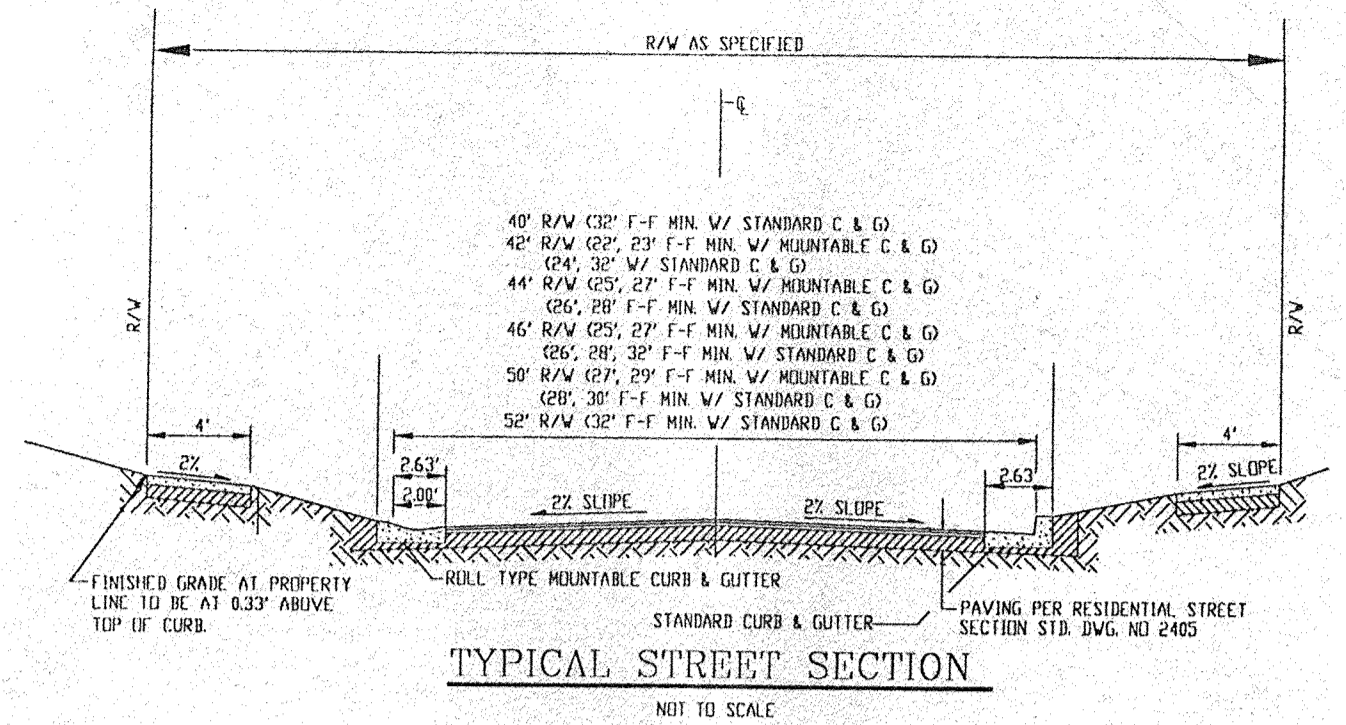 R/W AS SPECIFIED
℄
40' R/W (32' F-F MIN. W/ STANDARD C & G)
42' R/W (22', 23' F-F MIN. W/ MOUNTABLE C & G)
(24', 32' W/ STANDARD C & G)
44' R/W (25', 27' F-F MIN. W/ MOUNTABLE C & G)
(26', 28' F-F MIN. W/ STANDARD C & G)
46' R/W (25', 27' F-F MIN. W/ MOUNTABLE C & G)
(26', 28', 32' F-F MIN. W/ STANDARD C & G)
50' R/W (27', 29' F-F MIN. W/ MOUNTABLE C & G)
(28', 30' F-F MIN. W/ STANDARD C & G)
52' R/W (32' F-F MIN. W/ STANDARD C & G)
R/W
R/W
4'
4'
2%
2.63'
2.00'
2% SLOPE
2% SLOPE
2.63'
2% SLOPE
FINISHED GRADE AT PROPERTY
LINE TO BE AT 0.33' ABOVE
TOP OF CURB.
ROLL TYPE MOUNTABLE CURB & GUTTER
STANDARD CURB & GUTTER
PAVING PER RESIDENTIAL STREET
SECTION STD. DWG. NO 2405
TYPICAL STREET SECTION
NOT TO SCALE